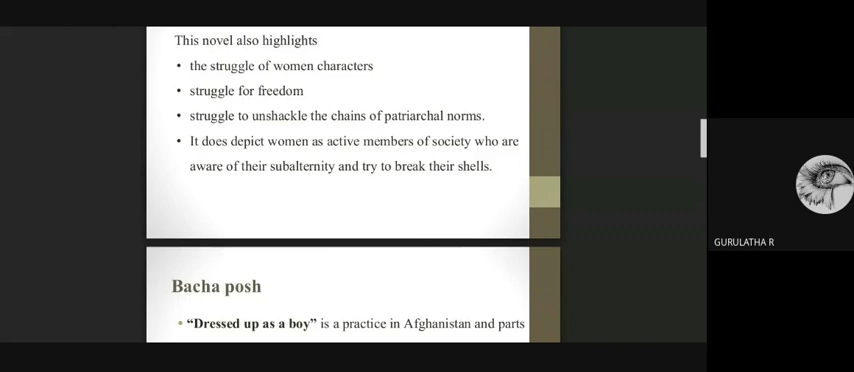 This novel also highlights
• the struggle of women characters
• struggle for freedom
• struggle to unshackle the chains of patriarchal norms.
• It does depict women as active members of society who are
aware of their subalternity and try to break their shells.
GURULATHA R
Bacha posh
• “Dressed up as a boy” is a practice in Afghanistan and parts